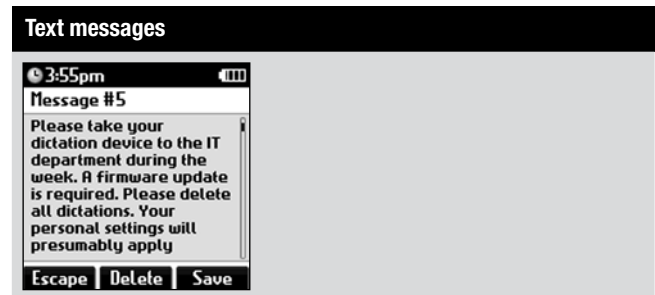 Text messages
3:55pm
Message #5
Please take your
dictation device to the IT
department during the
week. A firmware update
is required. Please delete
all dictations. Your
personal settings will
presumably apply
Escape Delete Save